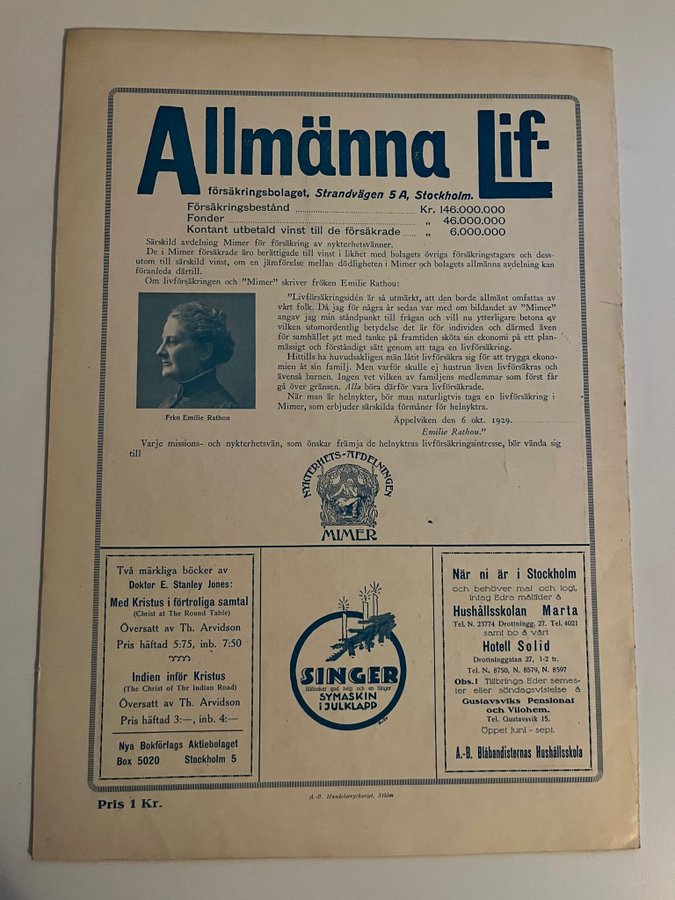 Allmänna Lif-
försäkringsbolaget, Strandvägen 5 A, Stockholm.
Försäkringsbestånd Kr. 146.000.000
Fonder „ 46.000.000
Kontant utbetald vinst till de försäkrade „ 6.000.000
Särskild avdelning Mimer för försäkring av nykterhetsvänner.
De i Mimer försäkrade äro berättigade till vinst i likhet med bolagets övriga försäkringstagare och dess-
utom till särskild vinst, om en jämförelse mellan dödligheten i Mimer och bolagets allmänna avdelning kan
föranleda därtill.
Om livförsäkringen och "Mimer" skriver fröken Emilie Rathou:
"Livförsäkringsidén är så utmärkt, att den borde allmänt omfattas av
vårt folk. Då jag för några år sedan var med om bildandet av "Mimer"
angav jag min ståndpunkt till frågan och vill nu ytterligare betona av
vilken utomordentlig betydelse det är för individen och därmed även
för samhället att med tanke på framtiden sköta sin ekonomi på ett plan-
mässigt och förståndigt sätt genom att taga en livförsäkring.
Hittills ha huvudsakligen män låtit livförsäkra sig för att trygga ekono-
mien åt sin familj. Men varför skulle ej hustrun även livförsäkras och
ävenså barnen. Ingen vet vilken av familjens medlemmar som först får
gå över gränsen. Alla böra därför vara livförsäkrade.
När man är helnykter, bör man naturligtvis taga en livförsäkring i
Mimer, som erbjuder särskilda förmåner för helnyktra.
Äppelviken den 6 okt. 1929.
Emilie Rathou."
Frkn Emilie Rathou
Varje missions- och nykterhetsvän, som önskar främja de helnyktras livförsäkringsintresse, bör vända sig
till
NYKTERHETS-AFDELNINGEN
MIMER
Två märkliga böcker av
Doktor E. Stanley Jones:
Med Kristus i förtroliga samtal
(Christ at The Round Table)
Översatt av Th. Arvidson
Pris häftad 5:75, inb. 7:50
Indien inför Kristus
(The Christ of The Indian Road)
Översatt av Th. Arvidson
Pris häftad 3:—, inb. 4:—
Nya Bokförlags Aktiebolaget
Box 5020 Stockholm 5
SINGER
god helg och en Singer
SYMASKIN
I JULKLAPP
När ni är i Stockholm
och behöver mat och logi,
intag Edra måltider å
Hushållsskolan Marta
Tel. N. 23774 Drottningg. 27. Tel. 4021
samt bo å vårt
Hotell Solid
Drottninggatan 27, 1-2 tr.
Tel. N. 8750, N. 8579, N. 8597
Obs.! Tillbringa Eder semes-
ter eller söndagsvistelse å
Gustavsviks Pensionat
och Vilohem.
Tel. Gustavsvik 15.
Öppet juni – sept.
A.-B. Blåbandisternas Hushållsskola
Pris 1 Kr.
A.-B. Handelstryckeriet, Sthlm